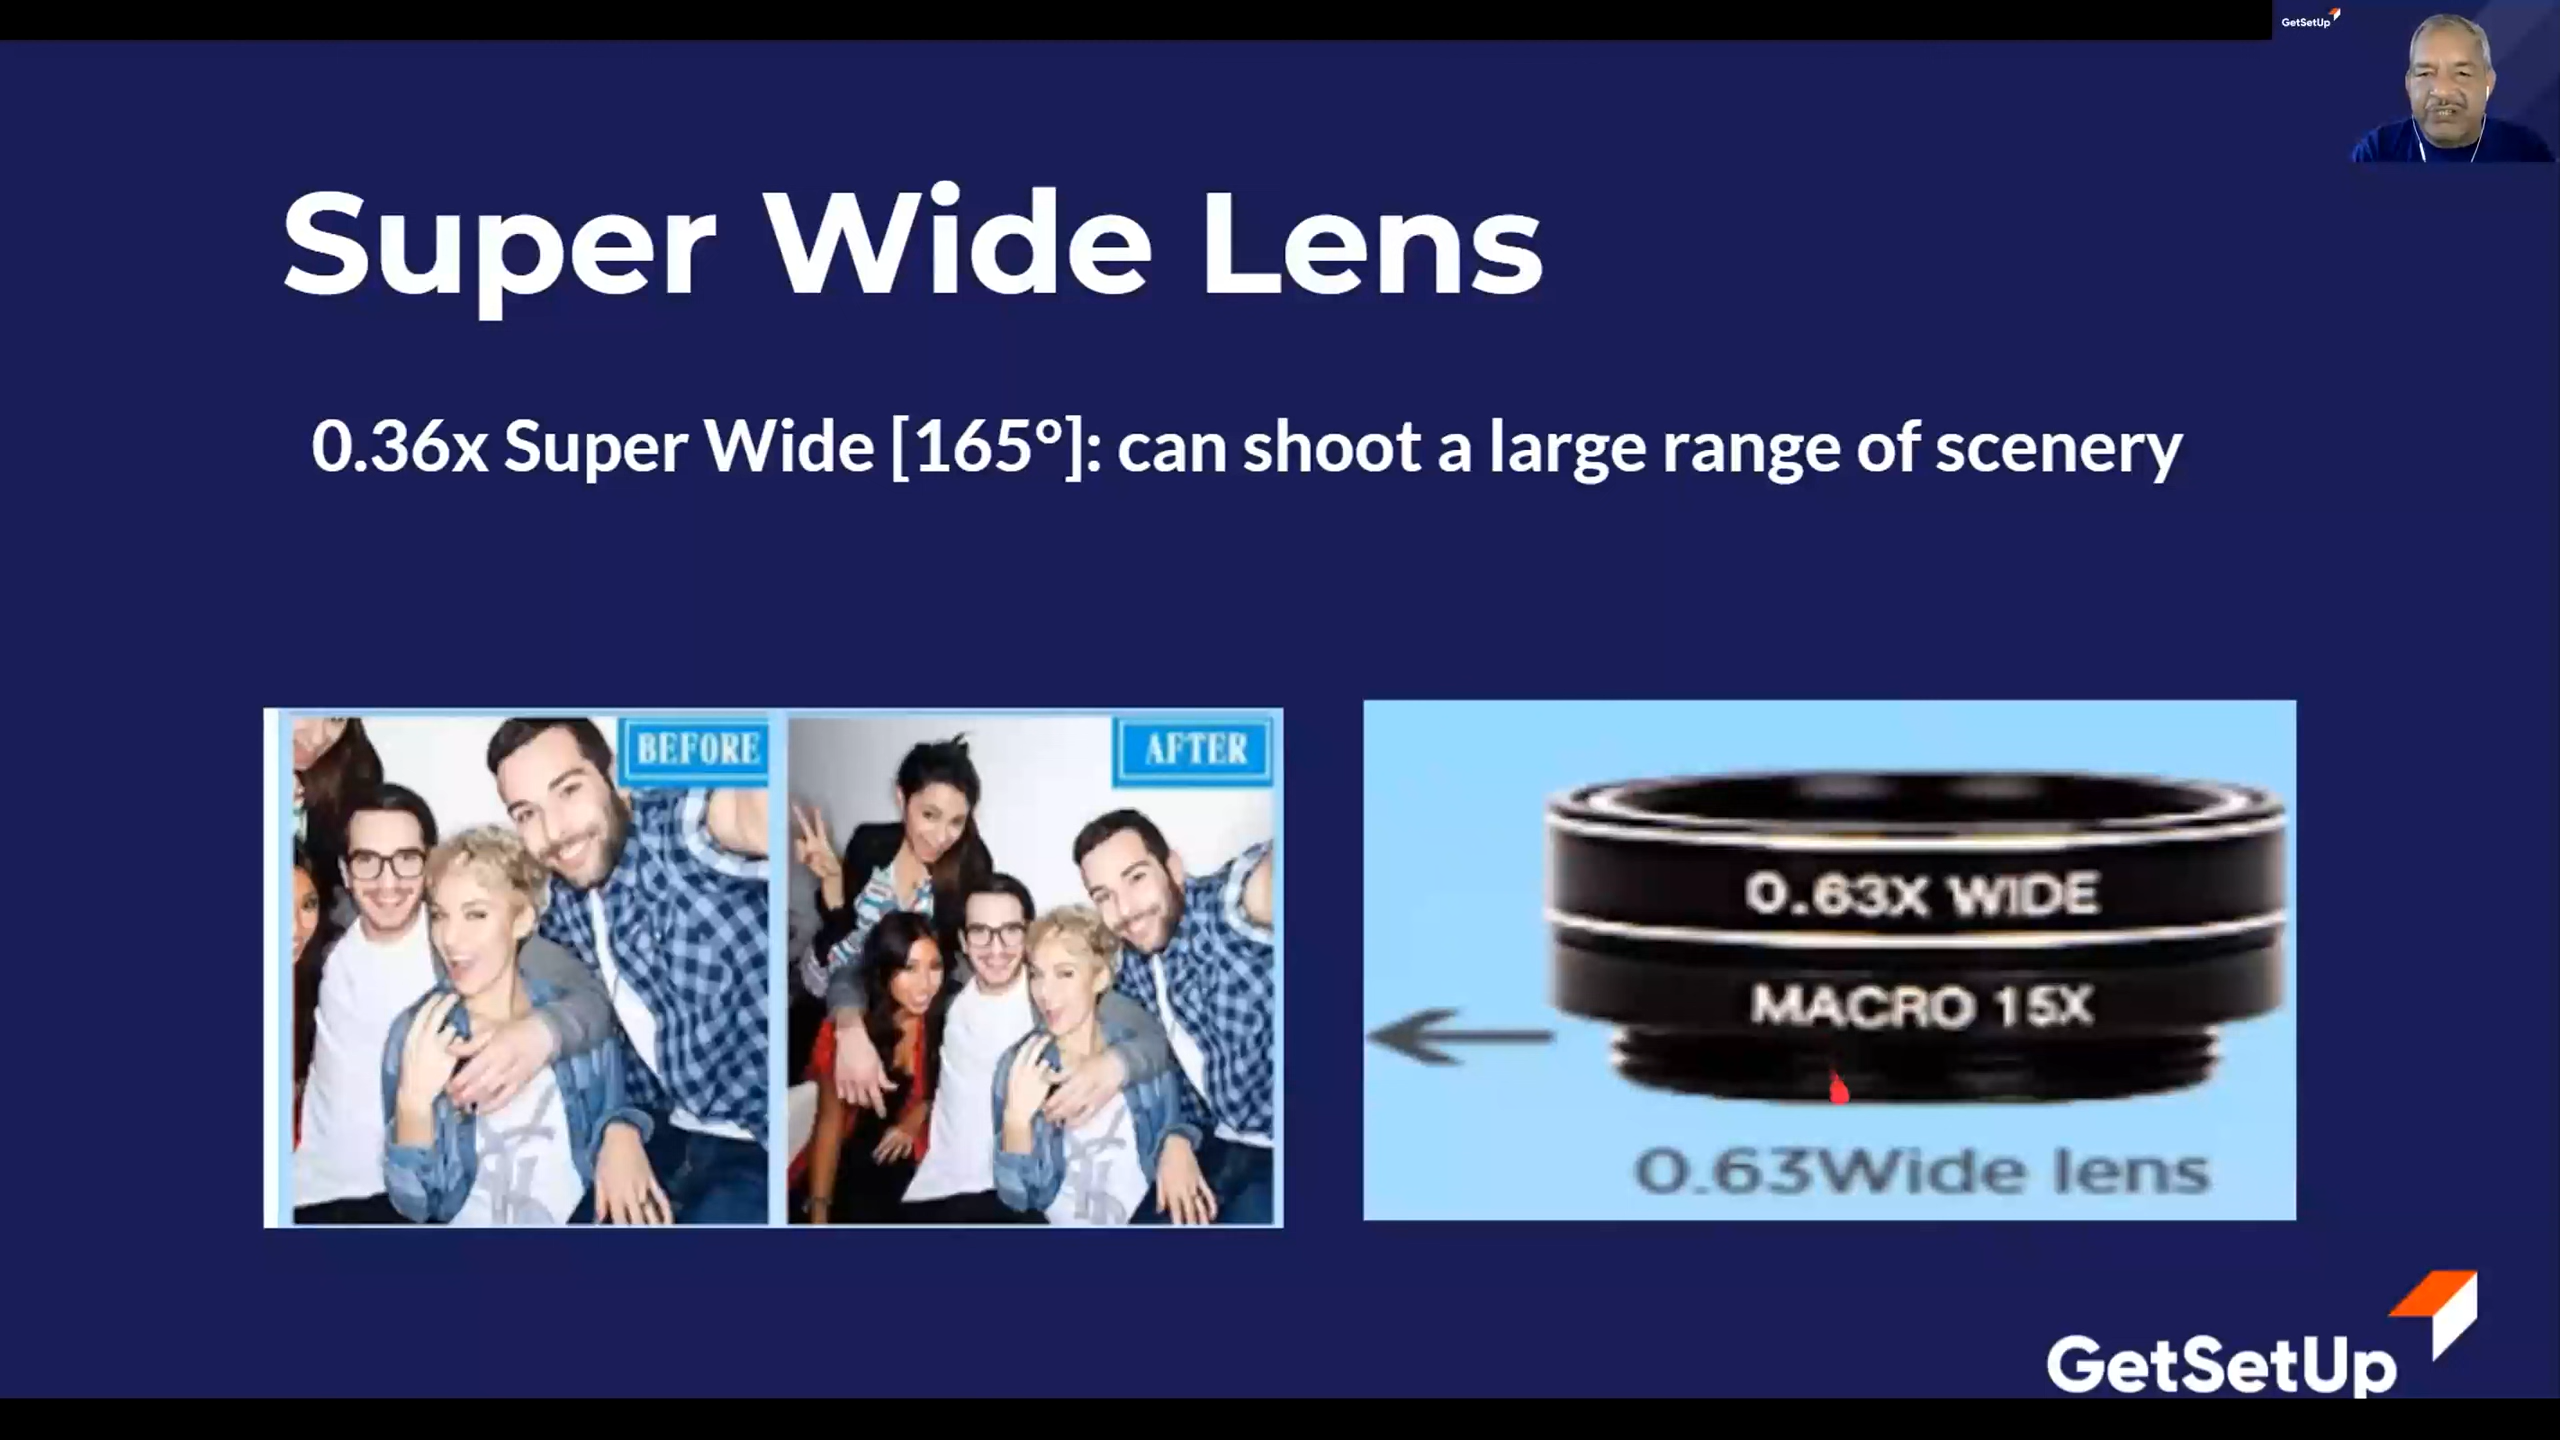 GetSetUp
Super Wide Lens
0.36x Super Wide [165°]: can shoot a large range of scenery
BEFORE
AFTER
0.63X WIDE
MACRO 15X
0.63Wide lens
GetSetUp